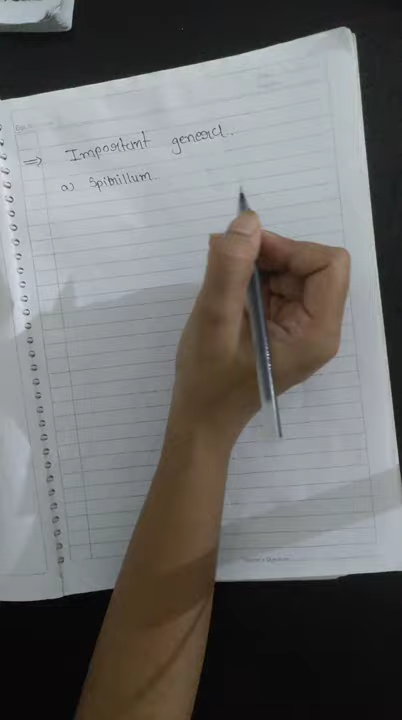 ⇒ Important genera.
a) Spirillum.